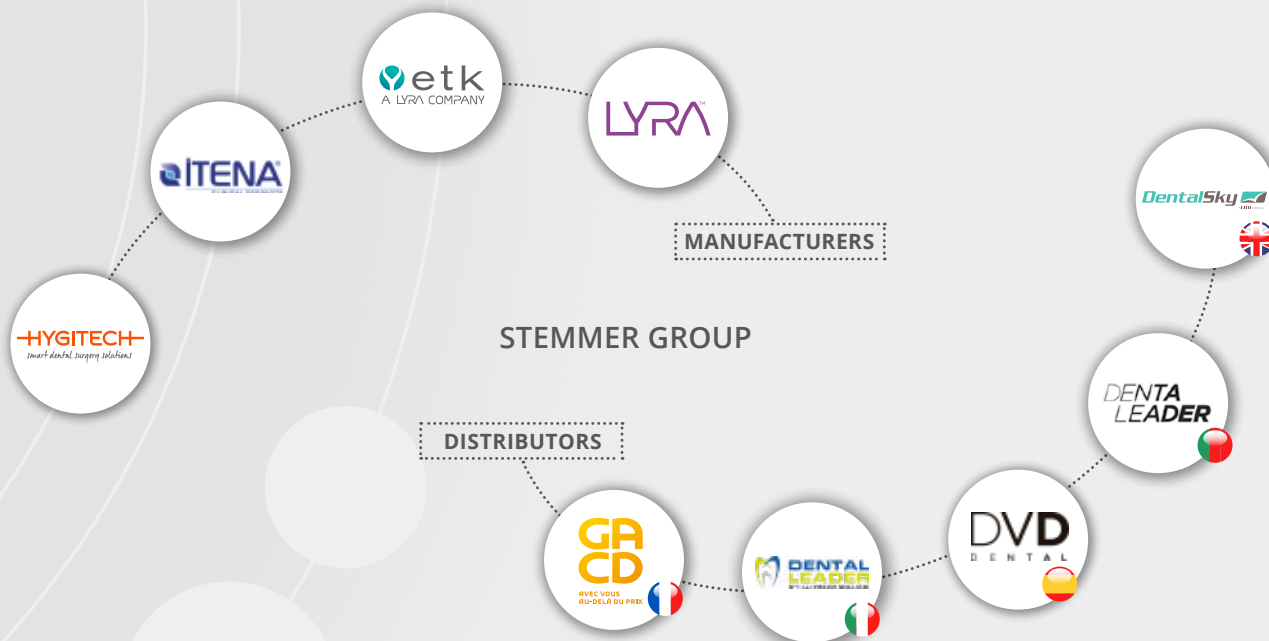 etk
A LYRA COMPANY
LYRA™
ITENA®
DentalSky
MANUFACTURERS
HYGITECH
smart dental surgery solutions
STEMMER GROUP
DENTA
LEADER
DISTRIBUTORS
GA
CD
AVEC VOUS
AU-DELÀ DU PRIX
DENTAL
LEADER
DVD
DENTAL